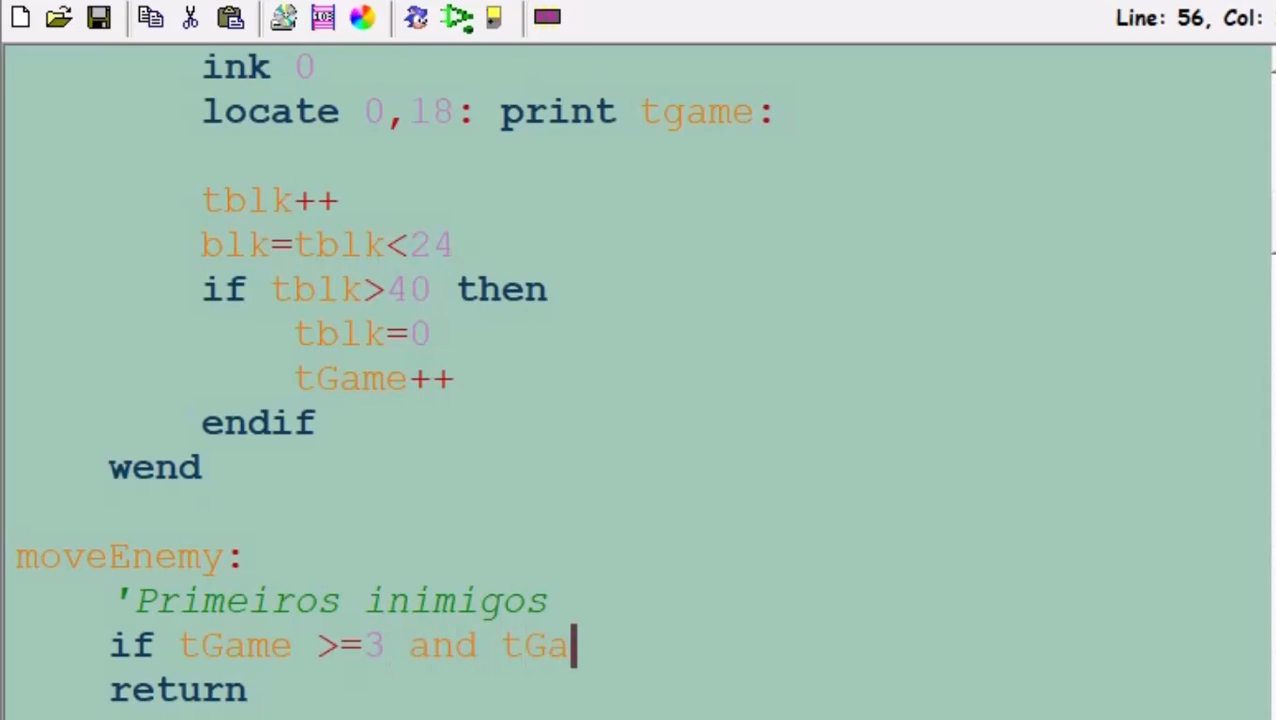 Line: 56, Col:
ink 0
locate 0,18: print tgame:
tblk++
blk=tblk<24
if tblk>40 then
tblk=0
tGame++
endif
wend
moveEnemy:
'Primeiros inimigos
if tGame >=3 and tGa
return